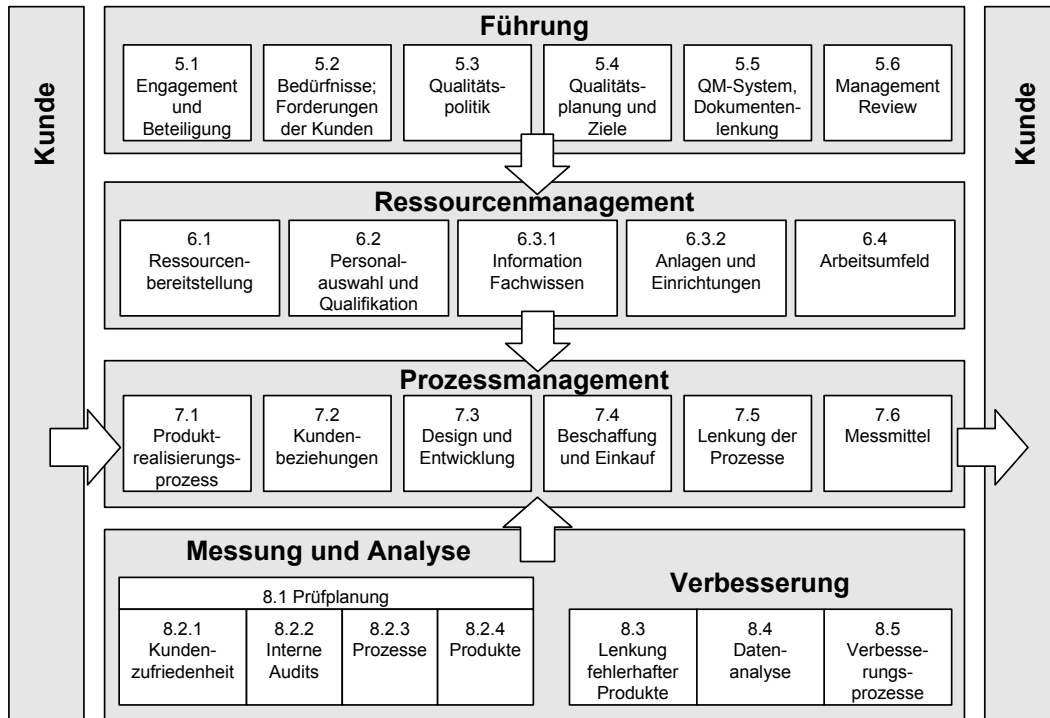 Kunde
Führung
5.1
Engagement
und
Beteiligung
5.2
Bedürfnisse;
Forderungen
der Kunden
5.3
Qualitäts-
politik
5.4
Qualitäts-
planung und
Ziele
5.5
QM-System,
Dokumenten-
lenkung
5.6
Management
Review
Kunde
Ressourcenmanagement
6.1
Ressourcen-
bereitstellung
6.2
Personal-
auswahl und
Qualifikation
6.3.1
Information
Fachwissen
6.3.2
Anlagen und
Einrichtungen
6.4
Arbeitsumfeld
Prozessmanagement
7.1
Produkt-
realisierungs-
prozess
7.2
Kunden-
beziehungen
7.3
Design und
Entwicklung
7.4
Beschaffung
und Einkauf
7.5
Lenkung der
Prozesse
7.6
Messmittel
Messung und Analyse
8.1 Prüfplanung
8.2.1
Kunden-
zufriedenheit
8.2.2
Interne
Audits
8.2.3
Prozesse
8.2.4
Produkte
Verbesserung
8.3
Lenkung
fehlerhafter
Produkte
8.4
Daten-
analyse
8.5
Verbesse-
rungs-
prozesse